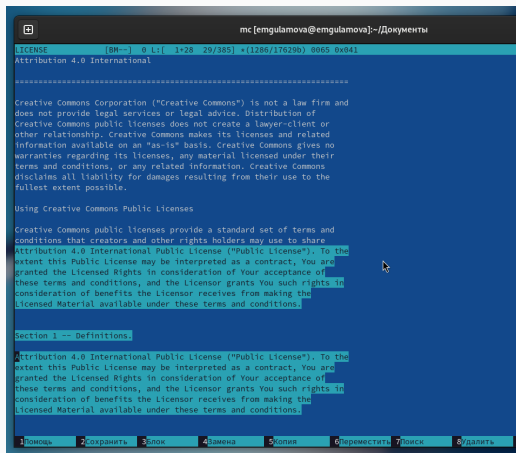 mc [emgulamova@emgulamova]:~/Документы
LICENSE [BM--] 0 L:[ 1+28 29/385] *(1286/17629b) 0065 0x041
Attribution 4.0 International
=======================================================================
Creative Commons Corporation ("Creative Commons") is not a law firm and
does not provide legal services or legal advice. Distribution of
Creative Commons public licenses does not create a lawyer-client or
other relationship. Creative Commons makes its licenses and related
information available on an "as-is" basis. Creative Commons gives no
warranties regarding its licenses, any material licensed under their
terms and conditions, or any related information. Creative Commons
disclaims all liability for damages resulting from their use to the
fullest extent possible.
Using Creative Commons Public Licenses
Creative Commons public licenses provide a standard set of terms and
conditions that creators and other rights holders may use to share
Attribution 4.0 International Public License ("Public License"). To the
extent this Public License may be interpreted as a contract, You are
granted the Licensed Rights in consideration of Your acceptance of
these terms and conditions, and the Licensor grants You such rights in
consideration of benefits the Licensor receives from making the
Licensed Material available under these terms and conditions.
Section 1 -- Definitions.
Attribution 4.0 International Public License ("Public License"). To the
extent this Public License may be interpreted as a contract, You are
granted the Licensed Rights in consideration of Your acceptance of
these terms and conditions, and the Licensor grants You such rights in
consideration of benefits the Licensor receives from making the
Licensed Material available under these terms and conditions.
1Помощь 2Сохранить 3Блок 4Замена 5Копия 6Переместить 7Поиск 8Удалить